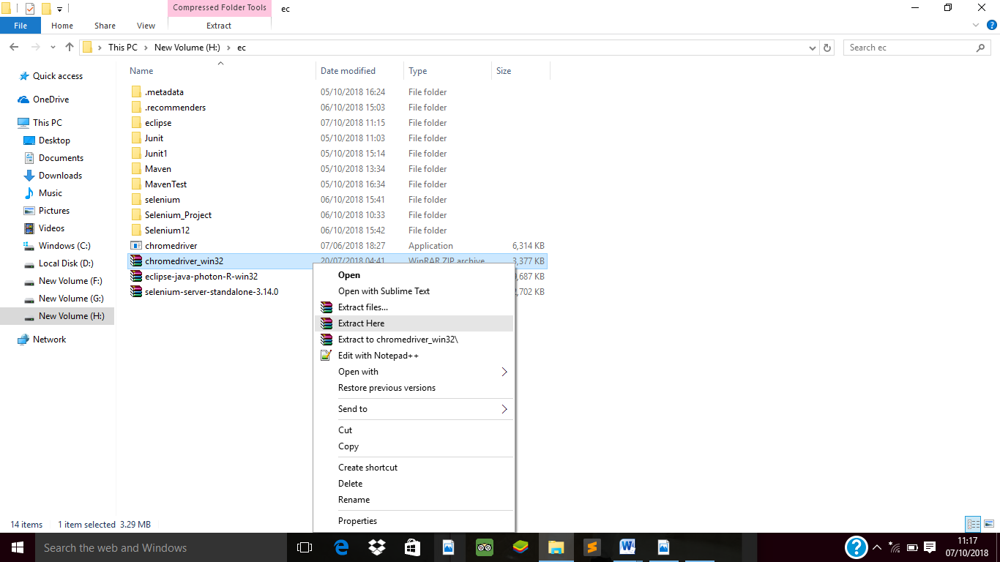 Compressed Folder Tools ec
File Home Share View Extract
This PC New Volume (H:) ec Search ec
Name Date modified Type Size
Quick access
OneDrive
This PC
Desktop
Documents
Downloads
Music
Pictures
Videos
Windows (C:)
Local Disk (D:)
New Volume (F:)
New Volume (G:)
New Volume (H:)
Network
.metadata 05/10/2018 16:24 File folder
.recommenders 06/10/2018 15:03 File folder
eclipse 07/10/2018 11:15 File folder
Junit 05/10/2018 11:03 File folder
Junit1 05/10/2018 15:14 File folder
Maven 05/10/2018 13:34 File folder
MavenTest 05/10/2018 16:34 File folder
selenium 06/10/2018 15:41 File folder
Selenium_Project 06/10/2018 10:33 File folder
Selenium12 06/10/2018 15:42 File folder
chromedriver 07/06/2018 18:27 Application 6,314 KB
chromedriver_win32 20/07/2018 04:41 WinRAR ZIP archive 3,377 KB
eclipse-java-photon-R-win32 ,687 KB
selenium-server-standalone-3.14.0 ,702 KB
Open
Open with Sublime Text
Extract files...
Extract Here
Extract to chromedriver_win32\
Edit with Notepad++
Open with
Restore previous versions
Send to
Cut
Copy
Create shortcut
Delete
Rename
Properties
14 items 1 item selected 3.29 MB
Search the web and Windows
11:17
07/10/2018